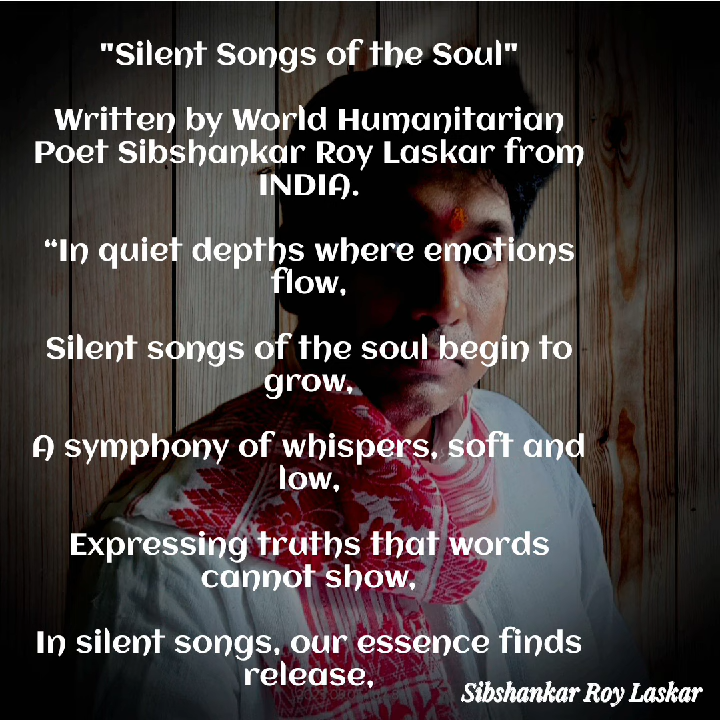 "Silent Songs of the Soul"
Written by World Humanitarian
Poet Sibshankar Roy Laskar from
INDIA.
“In quiet depths where emotions
flow,
Silent songs of the soul begin to
grow,
A symphony of whispers, soft and
low,
Expressing truths that words
cannot show,
In silent songs, our essence finds
release,
Sibshankar Roy Laskar